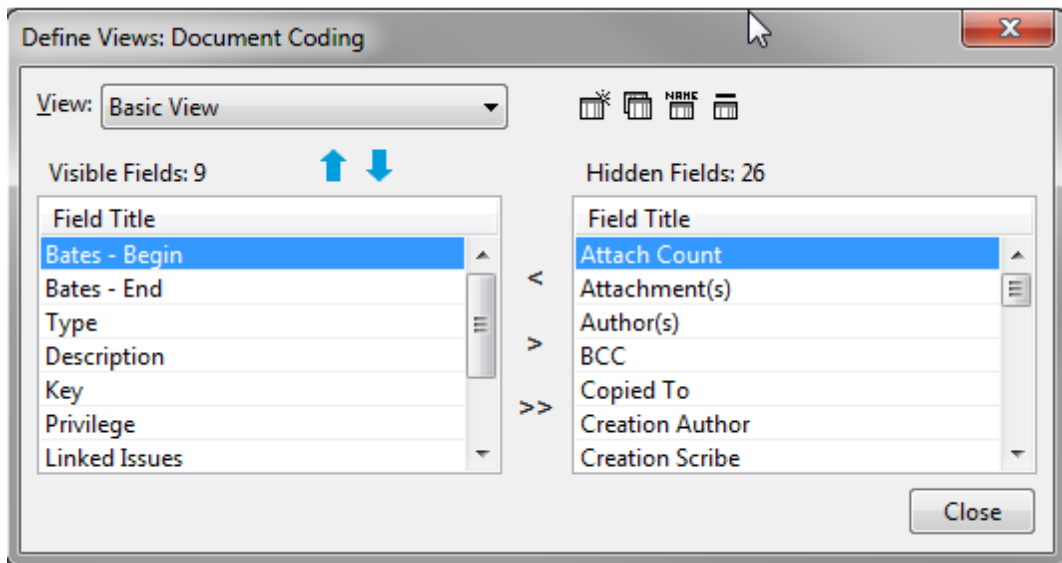 Define Views: Document Coding
View: Basic View
NAME
Visible Fields: 9
Hidden Fields: 26
Field Title
Bates - Begin
Bates - End
Type
Description
Key
Privilege
Linked Issues
<
>
>>
Field Title
Attach Count
Attachment(s)
Author(s)
BCC
Copied To
Creation Author
Creation Scribe
Close